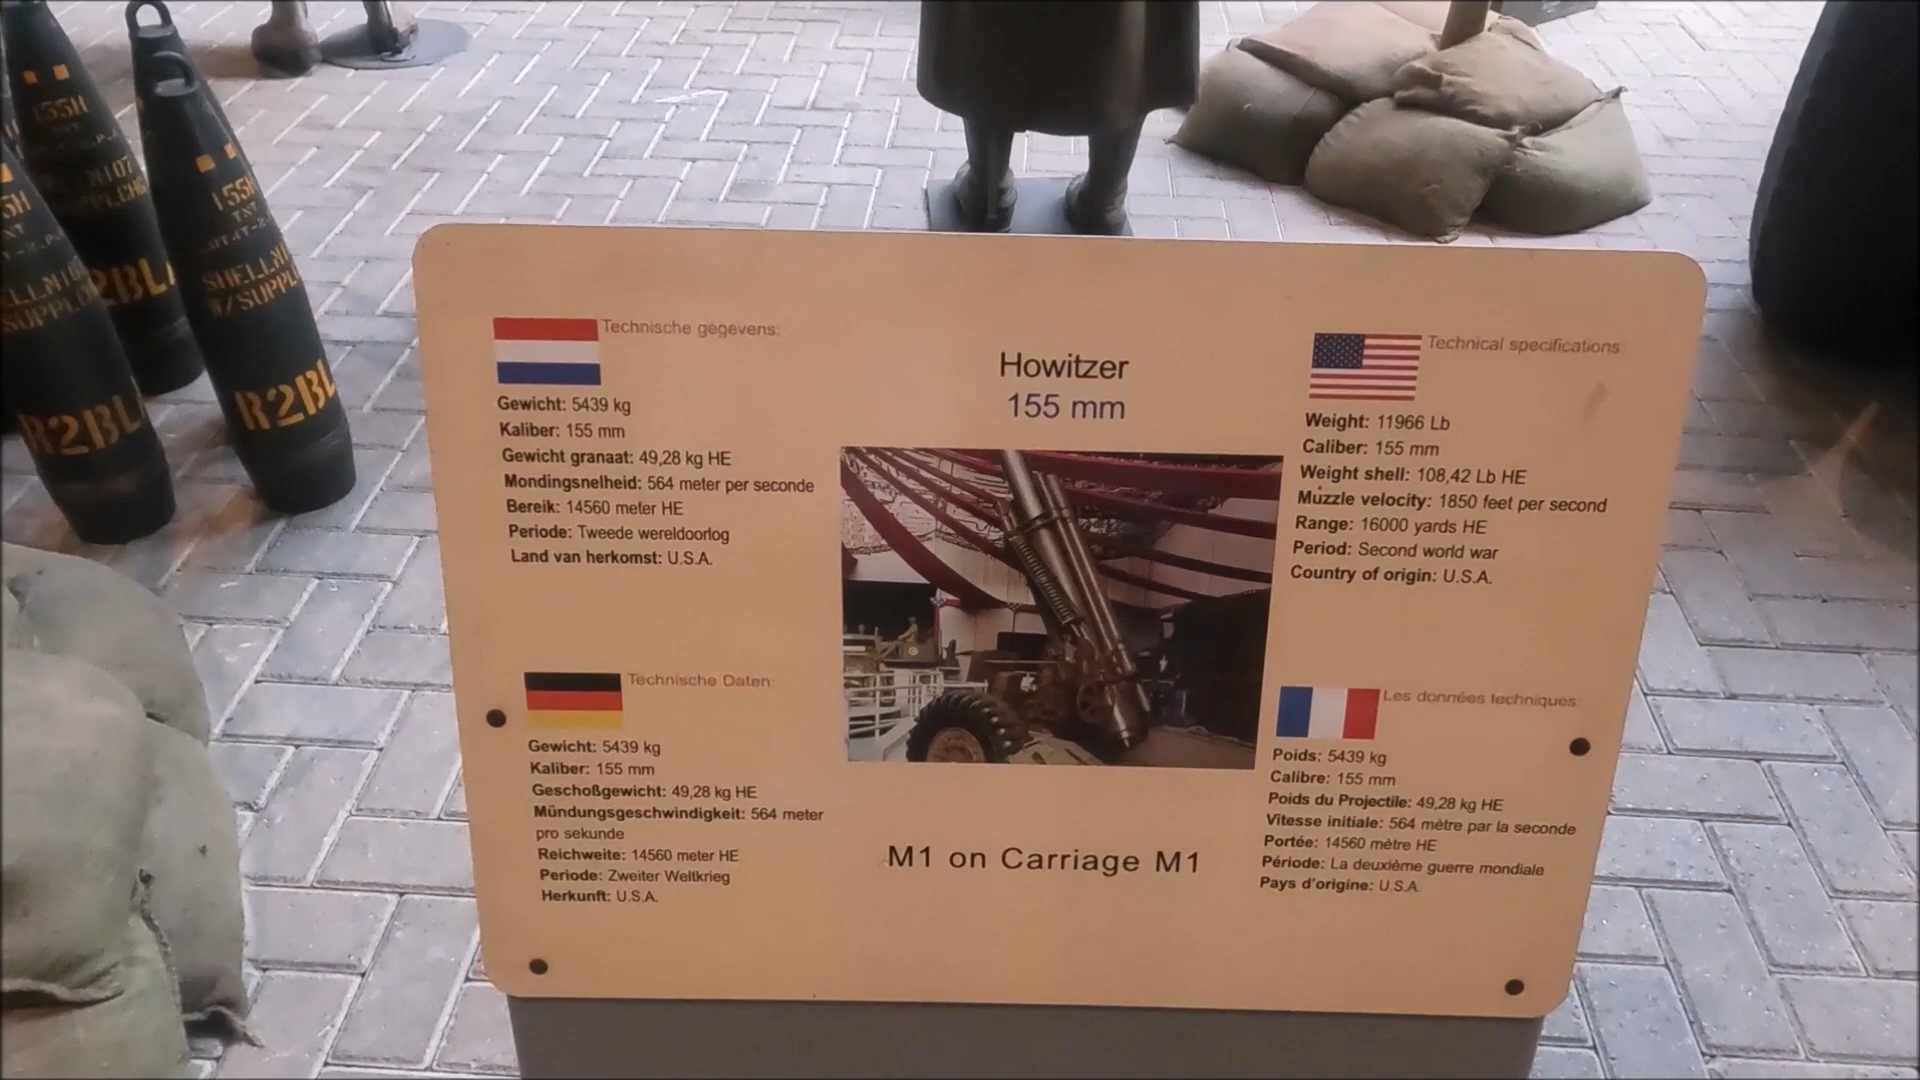 155H
TNT
N107
155H
TNT
SHELL
W/SUPPL
R2BL
Technische gegevens:
Gewicht: 5439 kg
Kaliber: 155 mm
Gewicht granaat: 49,28 kg HE
Mondingsnelheid: 564 meter per seconde
Bereik: 14560 meter HE
Periode: Tweede wereldoorlog
Land van herkomst: U.S.A.
Howitzer
155 mm
Technical specifications:
Weight: 11966 Lb
Caliber: 155 mm
Weight shell: 108,42 Lb HE
Muzzle velocity: 1850 feet per second
Range: 16000 yards HE
Period: Second world war
Country of origin: U.S.A.
Technische Daten:
Gewicht: 5439 kg
Kaliber: 155 mm
Geschoßgewicht: 49,28 kg HE
Mündungsgeschwindigkeit: 564 meter
pro sekunde
Reichweite: 14560 meter HE
Periode: Zweiter Weltkrieg
Herkunft: U.S.A.
M1 on Carriage M1
Les données techniques:
Poids: 5439 kg
Calibre: 155 mm
Poids du Projectile: 49,28 kg HE
Vitesse initiale: 564 mètre par la seconde
Portée: 14560 mètre HE
Période: La deuxième guerre mondiale
Pays d'origine: U.S.A.